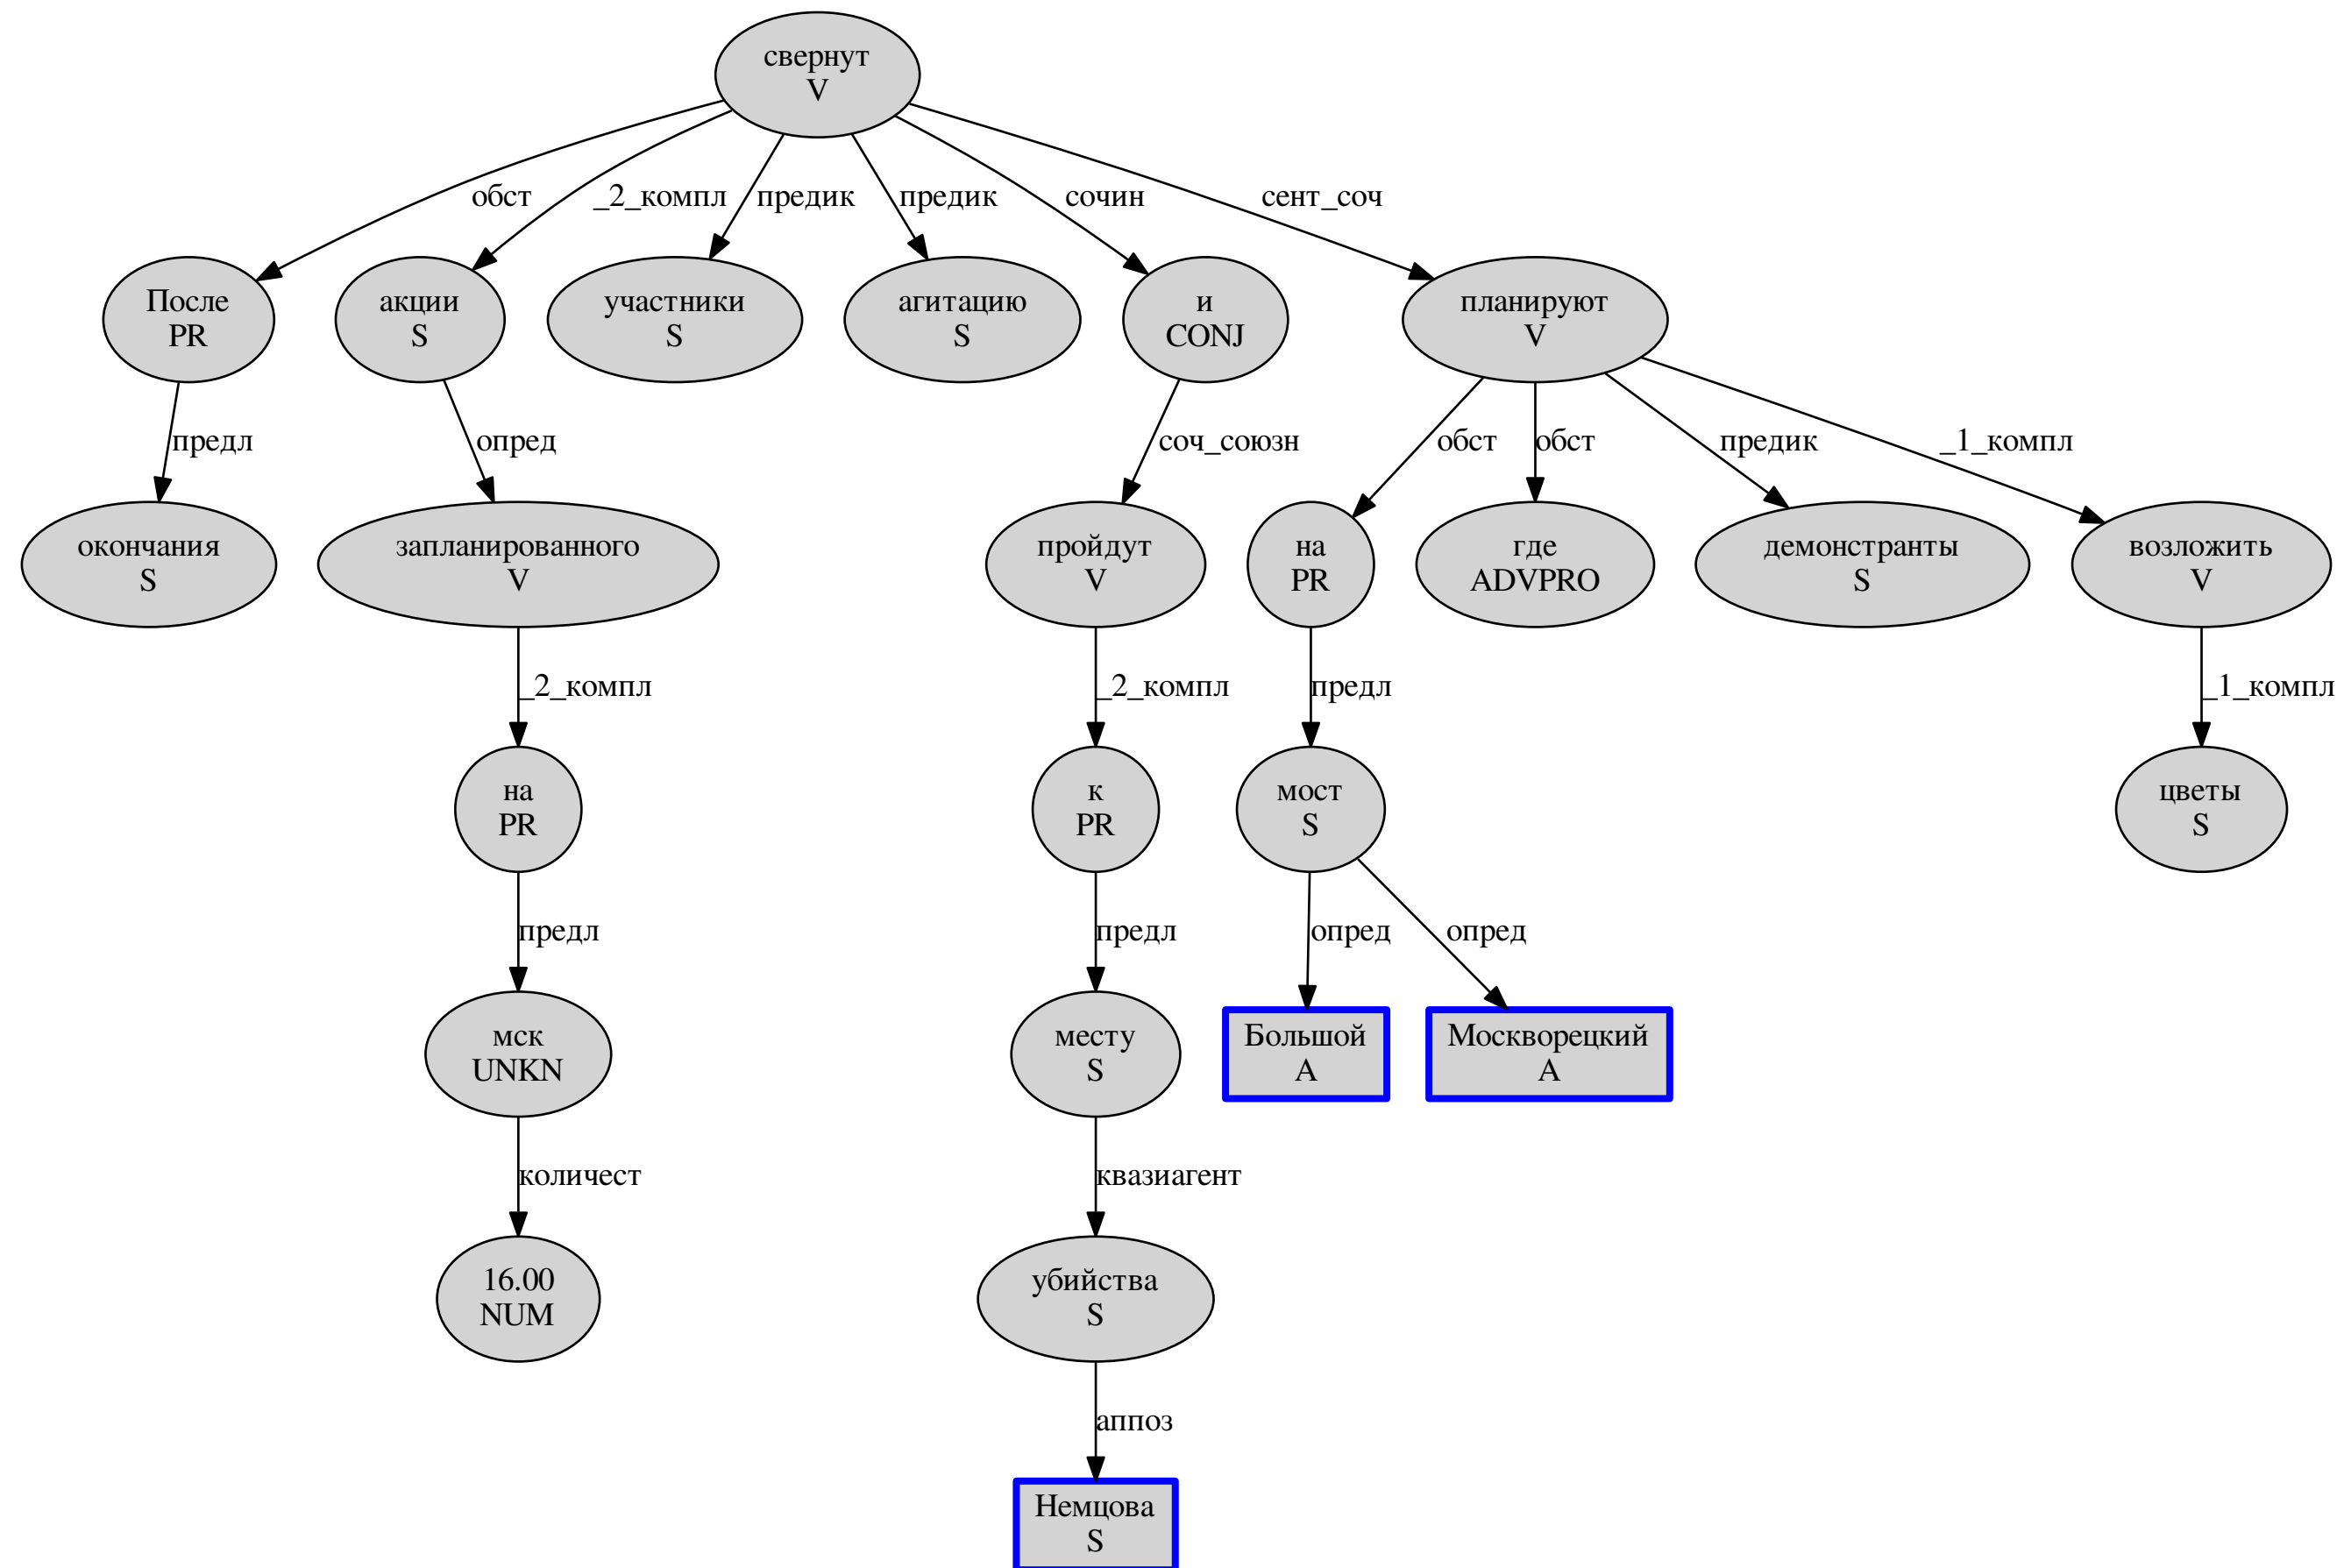 свернут
V
обст
_2_компл
предик
предик
сочин
сент_соч
После
PR
акции
S
участники
S
агитацию
S
и
CONJ
планируют
V
предл
опред
соч_союзн
обст
обст
предик
_1_компл
окончания
S
запланированного
V
пройдут
V
на
PR
где
ADVPRO
демонстранты
S
возложить
V
_2_компл
_2_компл
предл
_1_компл
на
PR
к
PR
мост
S
цветы
S
предл
предл
опред
опред
мск
UNKN
месту
S
Большой
A
Москворецкий
A
количест
квазиагент
16.00
NUM
убийства
S
аппоз
Немцова
S